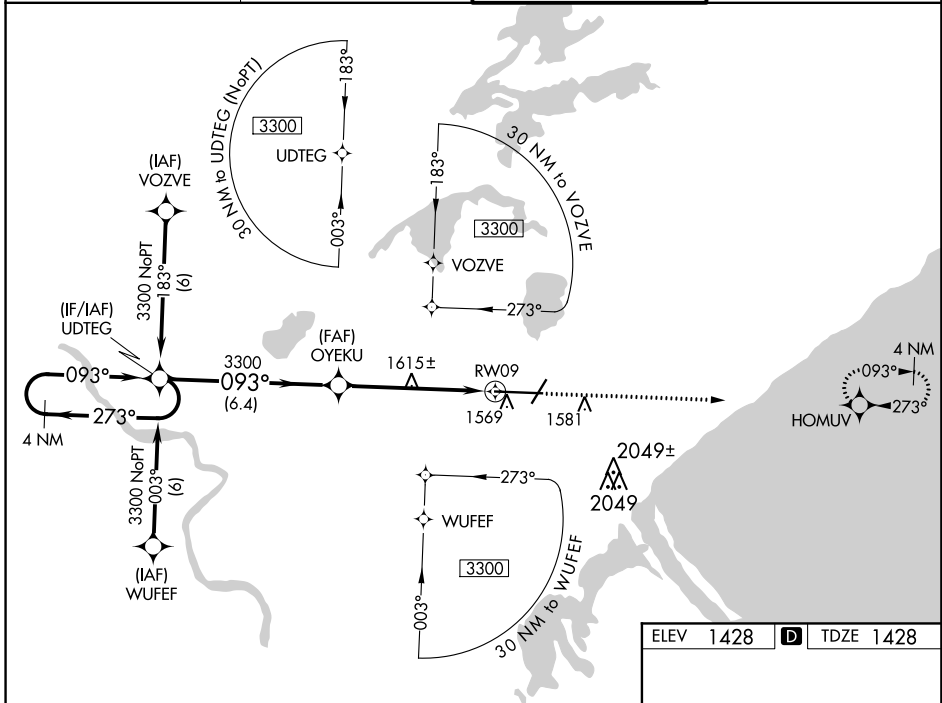 30 NM to UDTEG (NoPT)
183°
3300
UDTEG
003°
30 NM to VOZVE
183°
3300
VOZVE
273°
(IAF)
VOZVE
3300 NoPT
183°
(6)
(IF/IAF)
UDTEG
093°
273°
4 NM
3300
093°
(6.4)
(FAF)
OYEKU
1615±
RW09
1569
1581
4 NM
093°
273°
HOMUV
3300 NoPT
003°
(6)
(IAF)
WUFEF
2049±
2049
273°
WUFEF
3300
003°
30 NM to WUFEF
ELEV 1428 D TDZE 1428